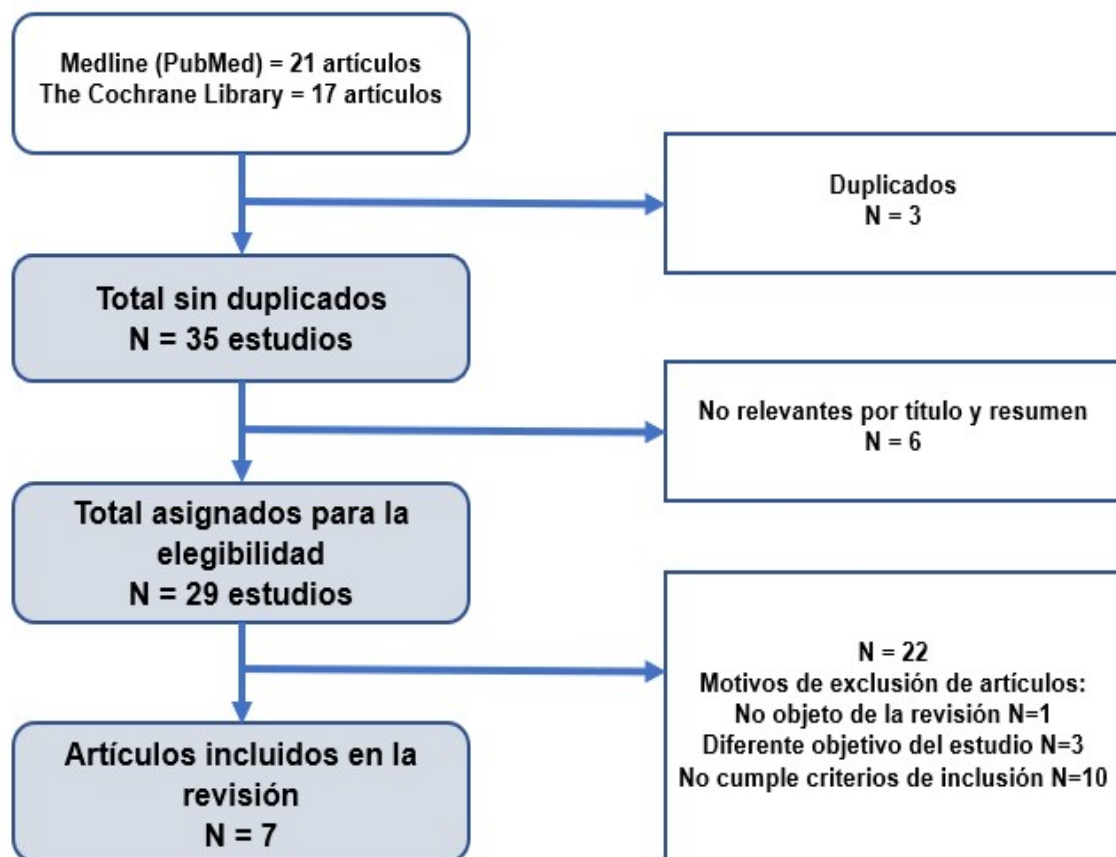 Medline (PubMed) = 21 artículos
The Cochrane Library = 17 artículos
Duplicados
N = 3
Total sin duplicados
N = 35 estudios
No relevantes por título y resumen
N = 6
Total asignados para la
elegibilidad
N = 29 estudios
N = 22
Motivos de exclusión de artículos:
No objeto de la revisión N=1
Diferente objetivo del estudio N=3
No cumple criterios de inclusión N=10
Artículos incluidos en la
revisión
N = 7